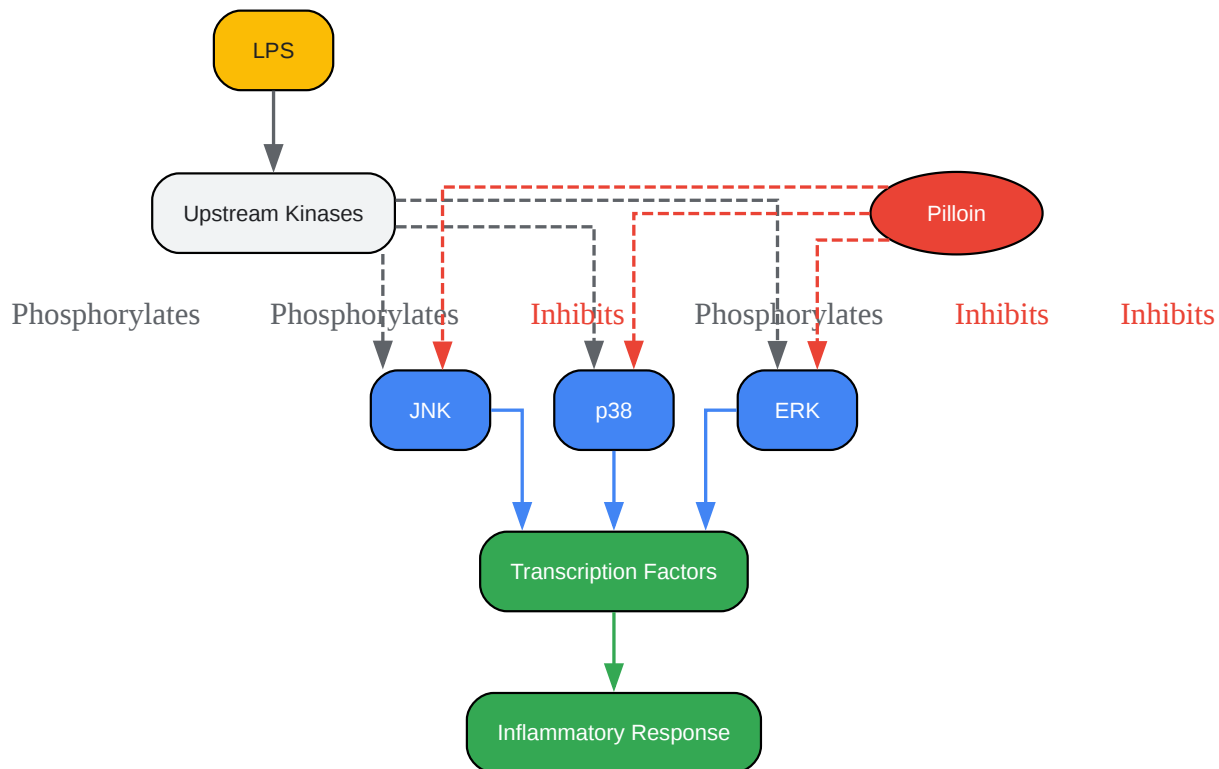 LPS
Upstream Kinases
Pilloin
Phosphorylates
Phosphorylates
Inhibits
Phosphorylates
Inhibits
Inhibits
JNK
p38
ERK
Transcription Factors
Inflammatory Response